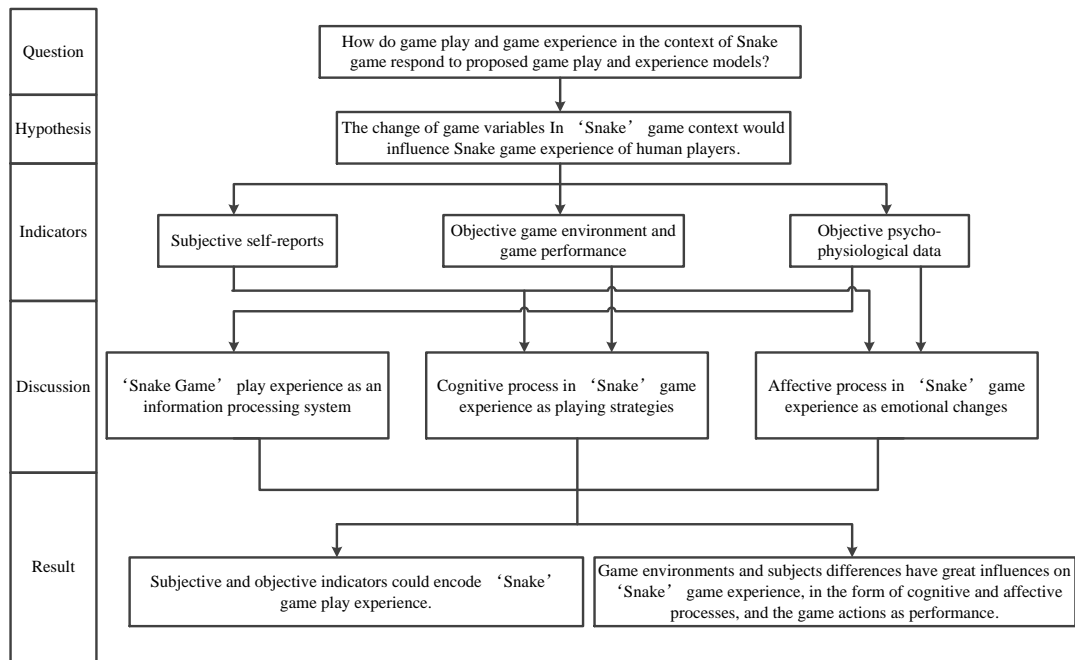 Question
How do game play and game experience in the context of Snake
game respond to proposed game play and experience models?
Hypothesis
The change of game variables In ‘Snake’ game context would
influence Snake game experience of human players.
Indicators
Subjective self-reports
Objective game environment and
game performance
Objective psycho-
physiological data
Discussion
‘Snake Game’ play experience as an
information processing system
Cognitive process in ‘Snake’ game
experience as playing strategies
Affective process in ‘Snake’ game
experience as emotional changes
Result
Subjective and objective indicators could encode ‘Snake’
game play experience.
Game environments and subjects differences have great influences on
‘Snake’ game experience, in the form of cognitive and affective
processes, and the game actions as performance.